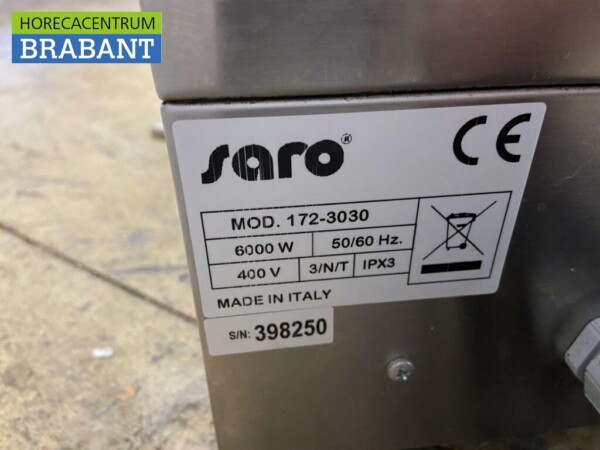 HORECACENTRUM
BRABANT
saro®
CE
MOD. 172-3030
6000 W 50/60 Hz.
400 V 3/N/T IPX3
MADE IN ITALY
S/N: 398250